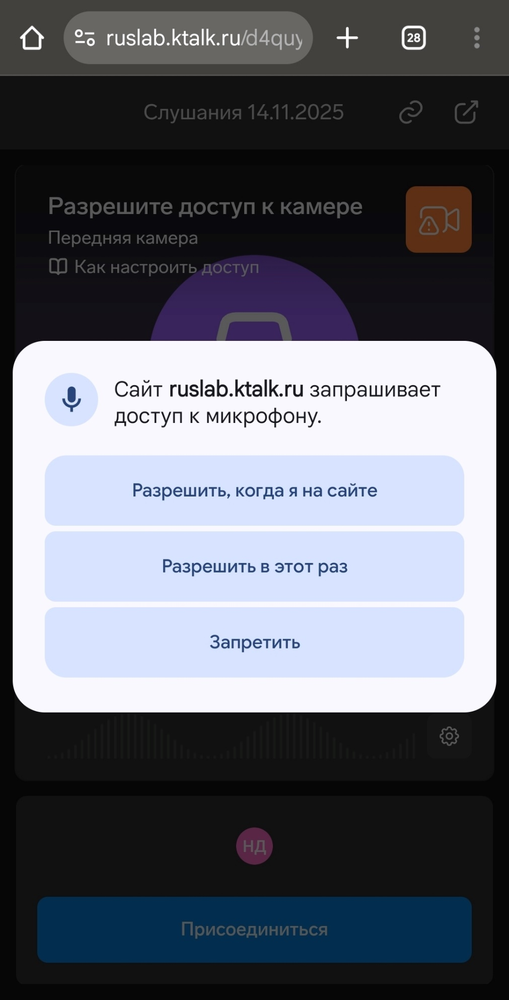 ruslab.ktalk.ru/d4quy
28
Слушания 14.11.2025
Разрешите доступ к камере
Передняя камера
Как настроить доступ
Сайт ruslab.ktalk.ru запрашивает
доступ к микрофону.
Разрешить, когда я на сайте
Разрешить в этот раз
Запретить
НД
Присоединиться